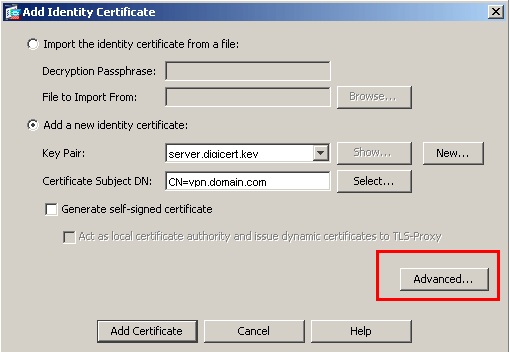 Add Identity Certificate
Import the identity certificate from a file:
Decryption Passphrase:
File to Import From:
Browse...
Add a new identity certificate:
Key Pair:
server.digicert.key
Show...
New...
Certificate Subject DN:
CN=vpn.domain.com
Select...
Generate self-signed certificate
Act as local certificate authority and issue dynamic certificates to TLS-Proxy
Advanced...
Add Certificate
Cancel
Help